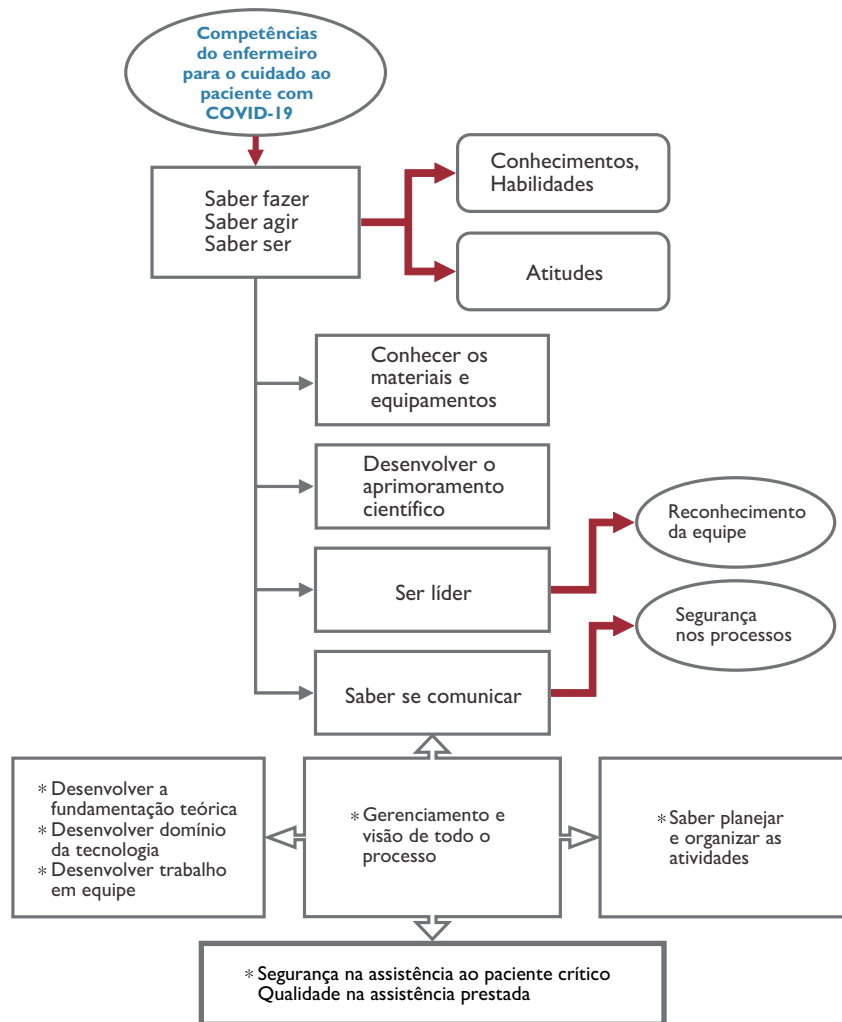 Competências
do enfermeiro
para o cuidado ao
paciente com
COVID-19
Saber fazer
Saber agir
Saber ser
Conhecimentos,
Habilidades
Atitudes
Conhecer os
materiais e
equipamentos
Desenvolver o
aprimoramento
científico
Ser líder
Reconhecimento
da equipe
Saber se comunicar
Segurança
nos processos
* Desenvolver a
fundamentação teórica
* Desenvolver domínio
da tecnologia
* Desenvolver trabalho
em equipe
* Gerenciamento e
visão de todo o
processo
* Saber planejar
e organizar as
atividades
* Segurança na assistência ao paciente crítico
Qualidade na assistência prestada